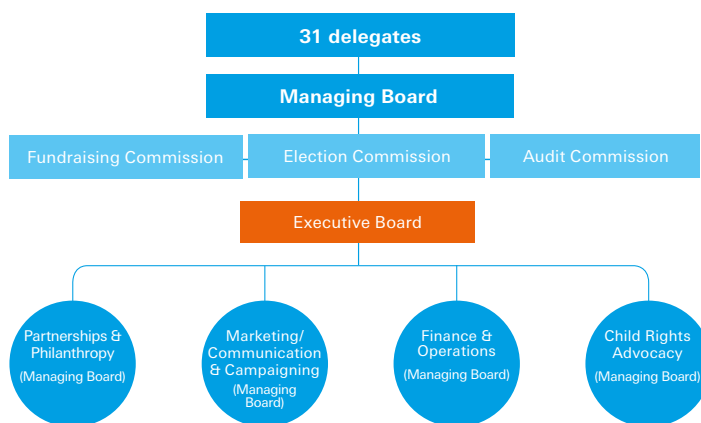 31 delegates
Managing Board
Fundraising Commission
Election Commission
Audit Commission
Executive Board
Partnerships &
Philanthropy
(Managing Board)
Marketing/
Communication
& Campaigning
(Managing
Board)
Finance &
Operations
(Managing Board)
Child Rights
Advocacy
(Managing Board)